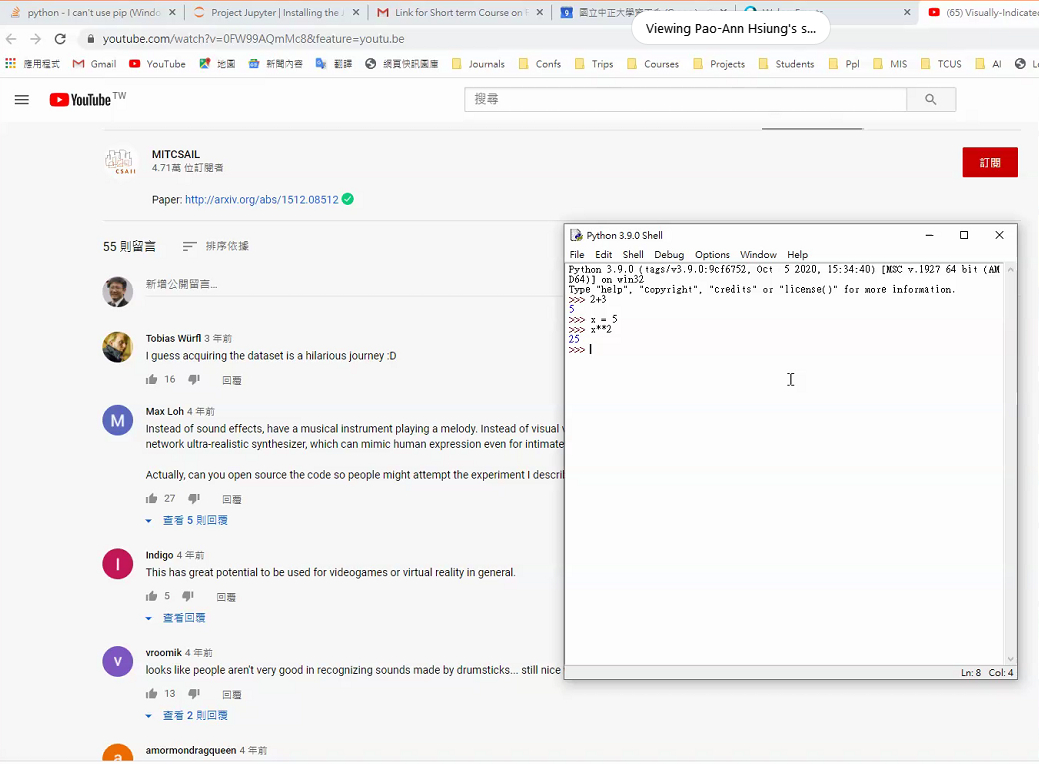 python - I can't use pip (Windo
Project Jupyter | Installing the J
Link for Short term Course on
(65) Visually-Indicate
Viewing Pao-Ann Hsiung's s...
youtube.com/watch?v=0FW99AQmMc8&feature=youtu.be
應用程式
Gmail
YouTube
地圖
新聞內容
翻譯
網頁快訊圖庫
Journals
Confs
Trips
Courses
Projects
Students
Ppl
MIS
TCUS
AI
YouTube TW
搜尋
MITCSAIL
CSAIL
4.71萬 位訂閱者
訂閱
Paper: http://arxiv.org/abs/1512.08512
55 則留言
排序依據
新增公開留言...
Tobias Würfl 3 年前
I guess acquiring the dataset is a hilarious journey :D
16
回覆
M
Max Loh 4 年前
Instead of sound effects, have a musical instrument playing a melody. Instead of visual
network ultra-realistic synthesizer, which can mimic human expression even for intimate
Actually, can you open source the code so people might attempt the experiment I
27
回覆
查看 5 則回覆
I
Indigo 4 年前
This has great potential to be used for videogames or virtual reality in general.
5
回覆
查看回覆
v
vroomik 4 年前
looks like people aren't very good in recognizing sounds made by drumsticks... still nice
13
回覆
查看 2 則回覆
a
amormondragqueen 4 年前
Python 3.9.0 Shell
File Edit Shell Debug Options Window Help
Python 3.9.0 (tags/v3.9.0:9cf6752, Oct  5 2020, 15:34:40) [MSC v.1927 64 bit (AM
D64)] on win32
Type "help", "copyright", "credits" or "license()" for more information.
>>> 2+3
5
>>> x = 5
>>> x**2
25
>>>
Ln: 8 Col: 4